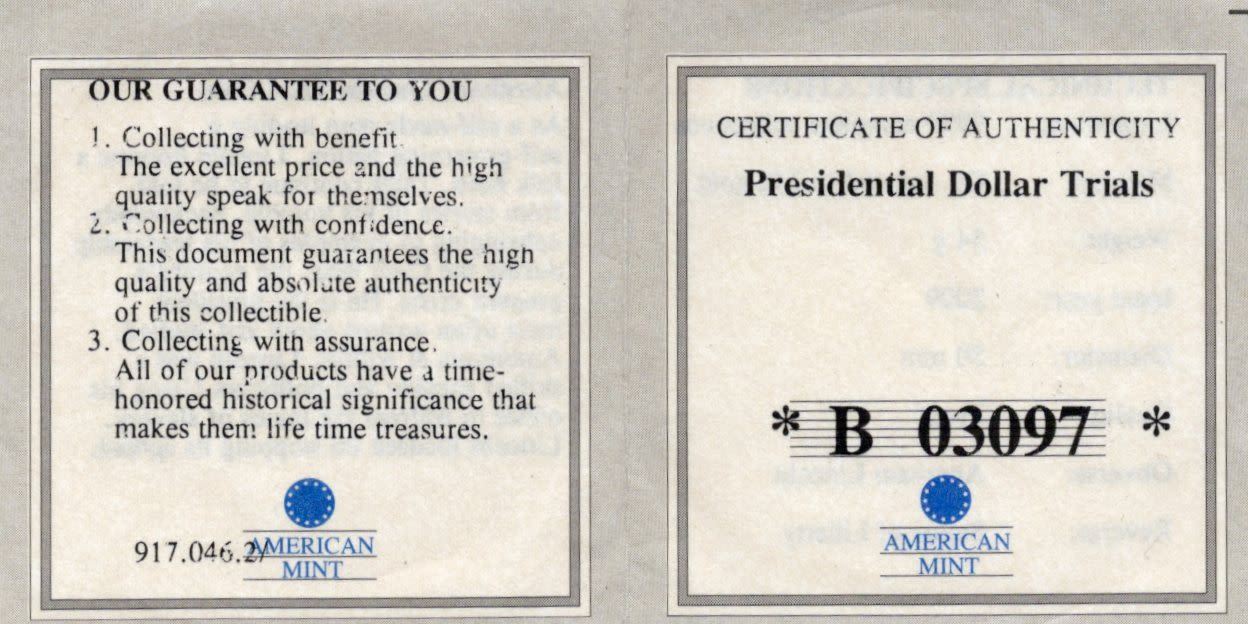 OUR GUARANTEE TO YOU
1. Collecting with benefit.
The excellent price and the high
quality speak for themselves.
2. Collecting with confidence.
This document guarantees the high
quality and absolute authenticity
of this collectible.
3. Collecting with assurance.
All of our products have a time-
honored historical significance that
makes them life time treasures.
917.046.2/
AMERICAN
MINT
CERTIFICATE OF AUTHENTICITY
Presidential Dollar Trials
* B 03097 *
AMERICAN
MINT